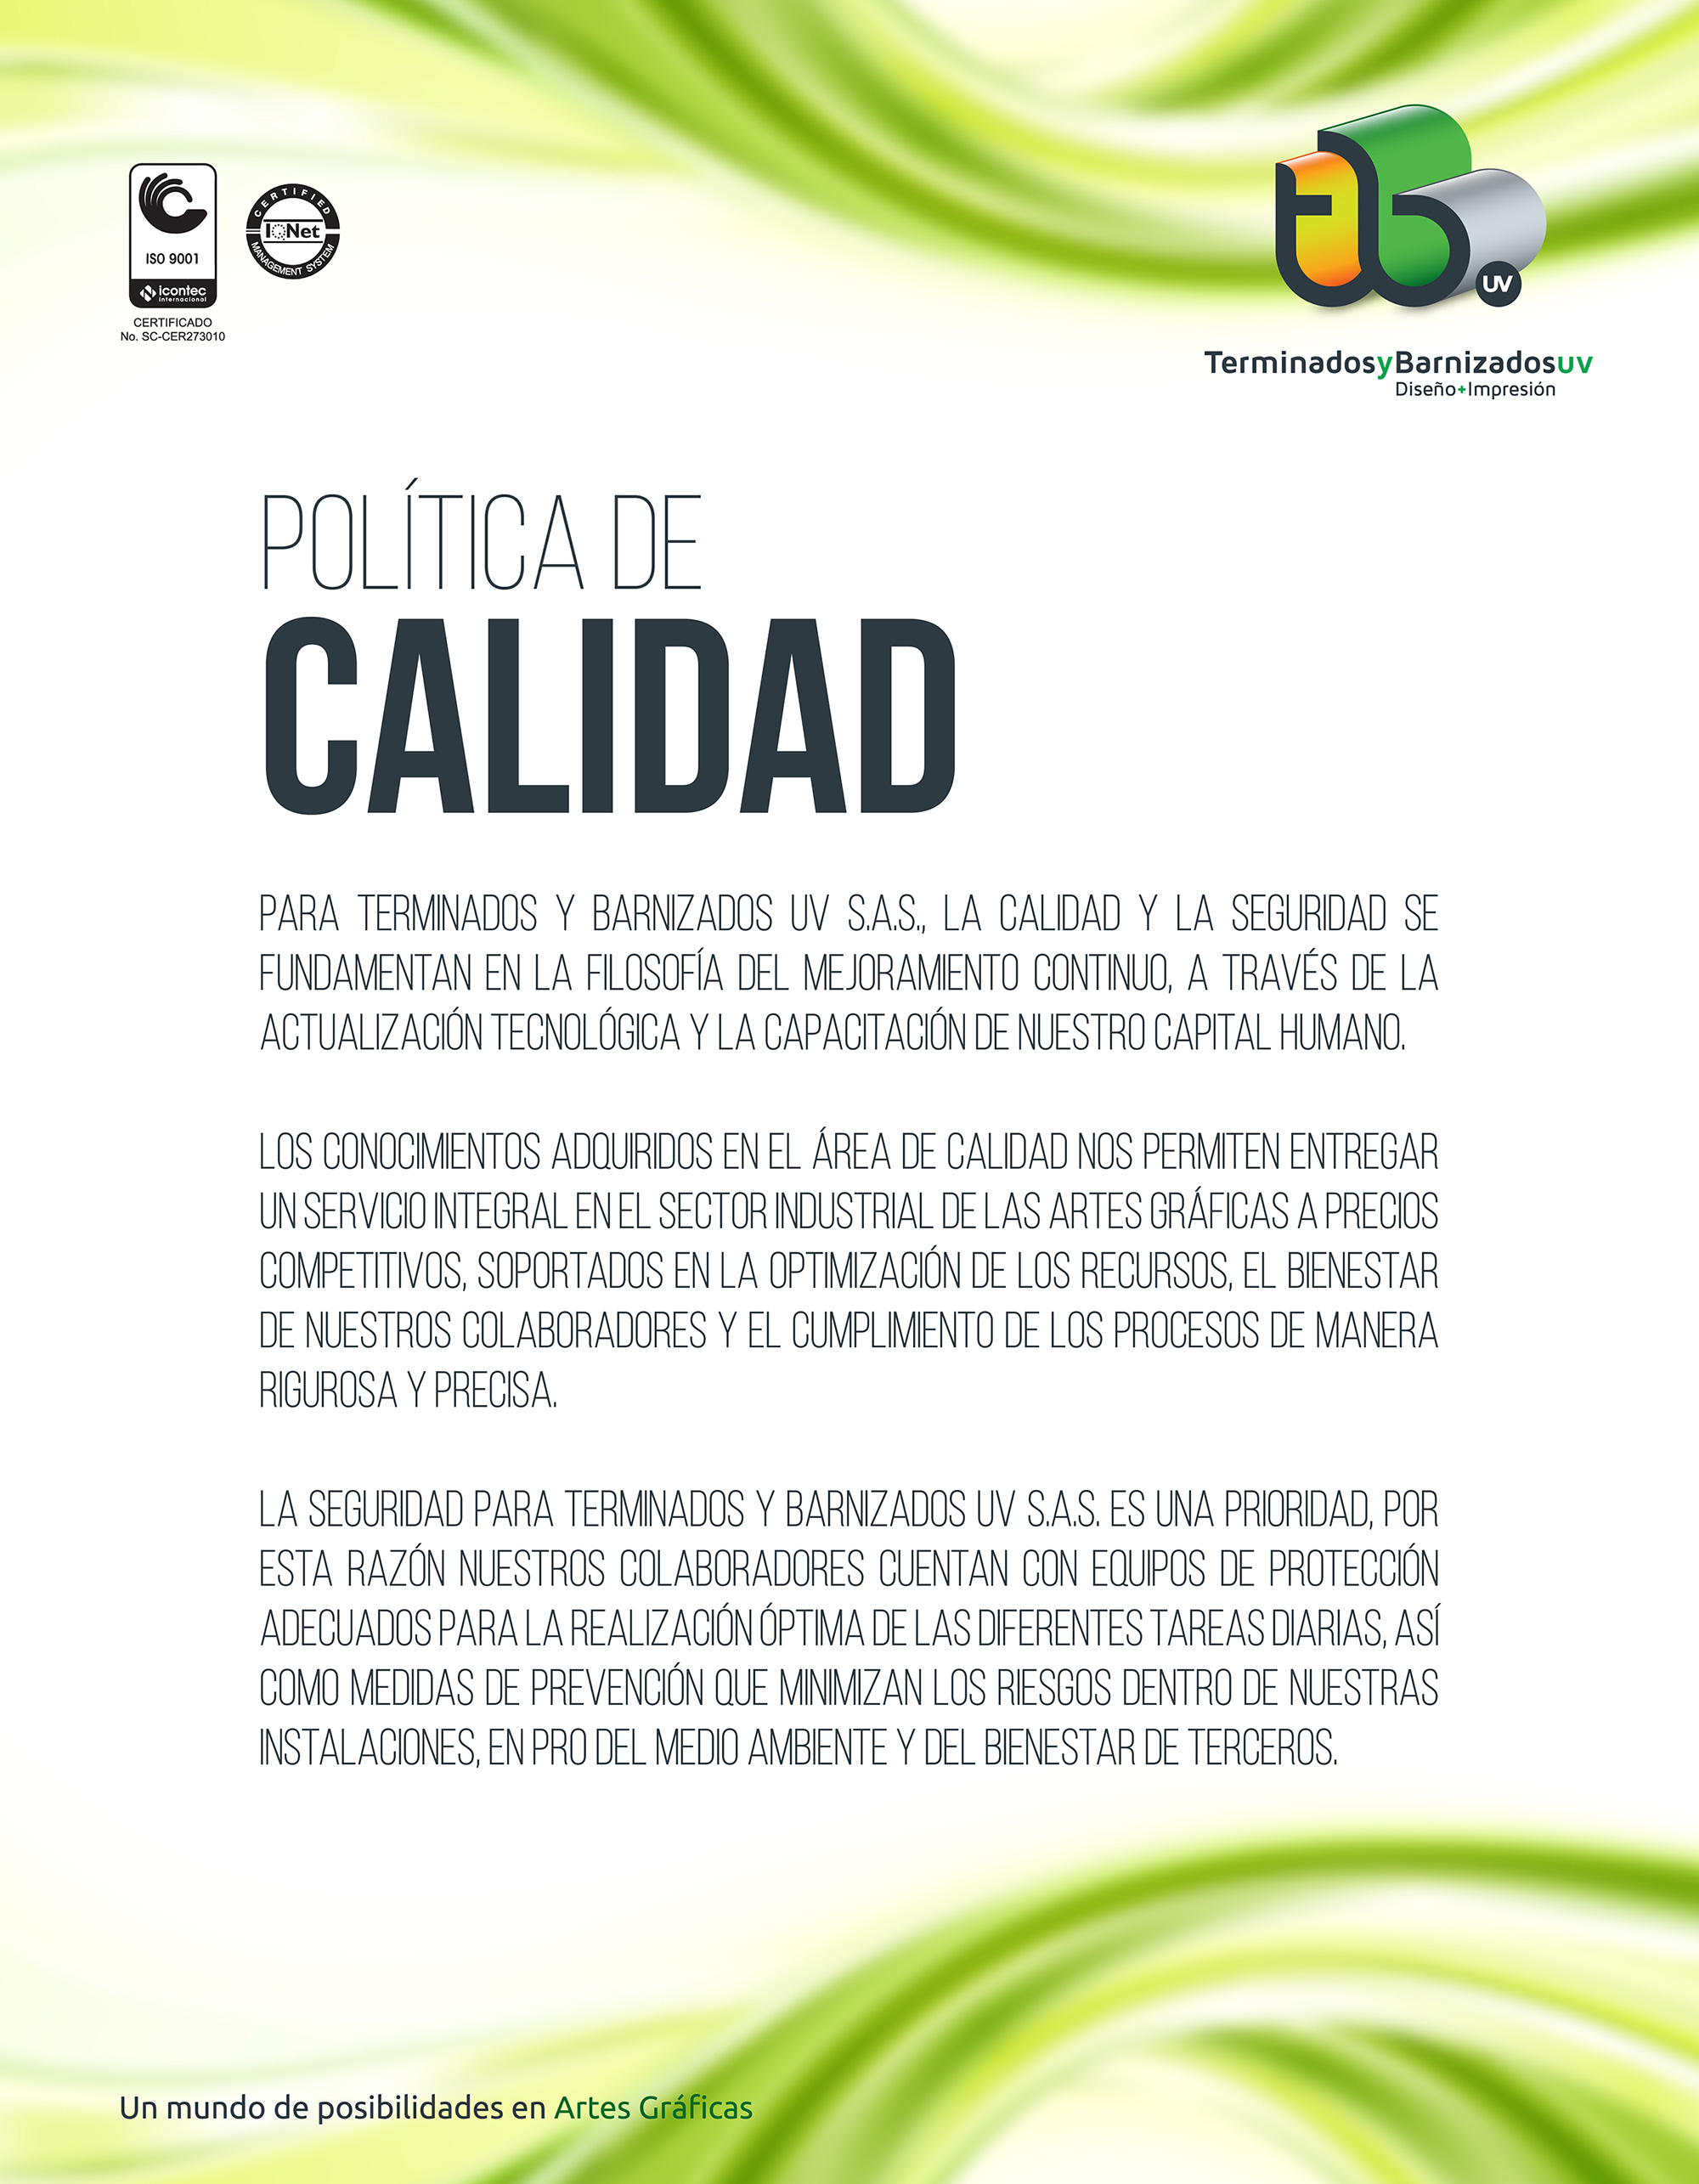 ISO 9001
icontec
internacional
CERTIFICADO
No. SC-CER273010
CERTIFIED
IQNet
MANAGEMENT SYSTEM
tb
UV
TerminadosyBarnizadosuv
Diseño+Impresión
POLÍTICA DE
CALIDAD
PARA TERMINADOS Y BARNIZADOS UV S.A.S., LA CALIDAD Y LA SEGURIDAD SE
FUNDAMENTAN EN LA FILOSOFÍA DEL MEJORAMIENTO CONTINUO, A TRAVÉS DE LA
ACTUALIZACIÓN TECNOLÓGICA Y LA CAPACITACIÓN DE NUESTRO CAPITAL HUMANO.
LOS CONOCIMIENTOS ADQUIRIDOS EN EL ÁREA DE CALIDAD NOS PERMITEN ENTREGAR
UN SERVICIO INTEGRAL EN EL SECTOR INDUSTRIAL DE LAS ARTES GRÁFICAS A PRECIOS
COMPETITIVOS, SOPORTADOS EN LA OPTIMIZACIÓN DE LOS RECURSOS, EL BIENESTAR
DE NUESTROS COLABORADORES Y EL CUMPLIMIENTO DE LOS PROCESOS DE MANERA
RIGUROSA Y PRECISA.
LA SEGURIDAD PARA TERMINADOS Y BARNIZADOS UV S.A.S. ES UNA PRIORIDAD, POR
ESTA RAZÓN NUESTROS COLABORADORES CUENTAN CON EQUIPOS DE PROTECCIÓN
ADECUADOS PARA LA REALIZACIÓN ÓPTIMA DE LAS DIFERENTES TAREAS DIARIAS, ASÍ
COMO MEDIDAS DE PREVENCIÓN QUE MINIMIZAN LOS RIESGOS DENTRO DE NUESTRAS
INSTALACIONES, EN PRO DEL MEDIO AMBIENTE Y DEL BIENESTAR DE TERCEROS.
Un mundo de posibilidades en Artes Gráficas